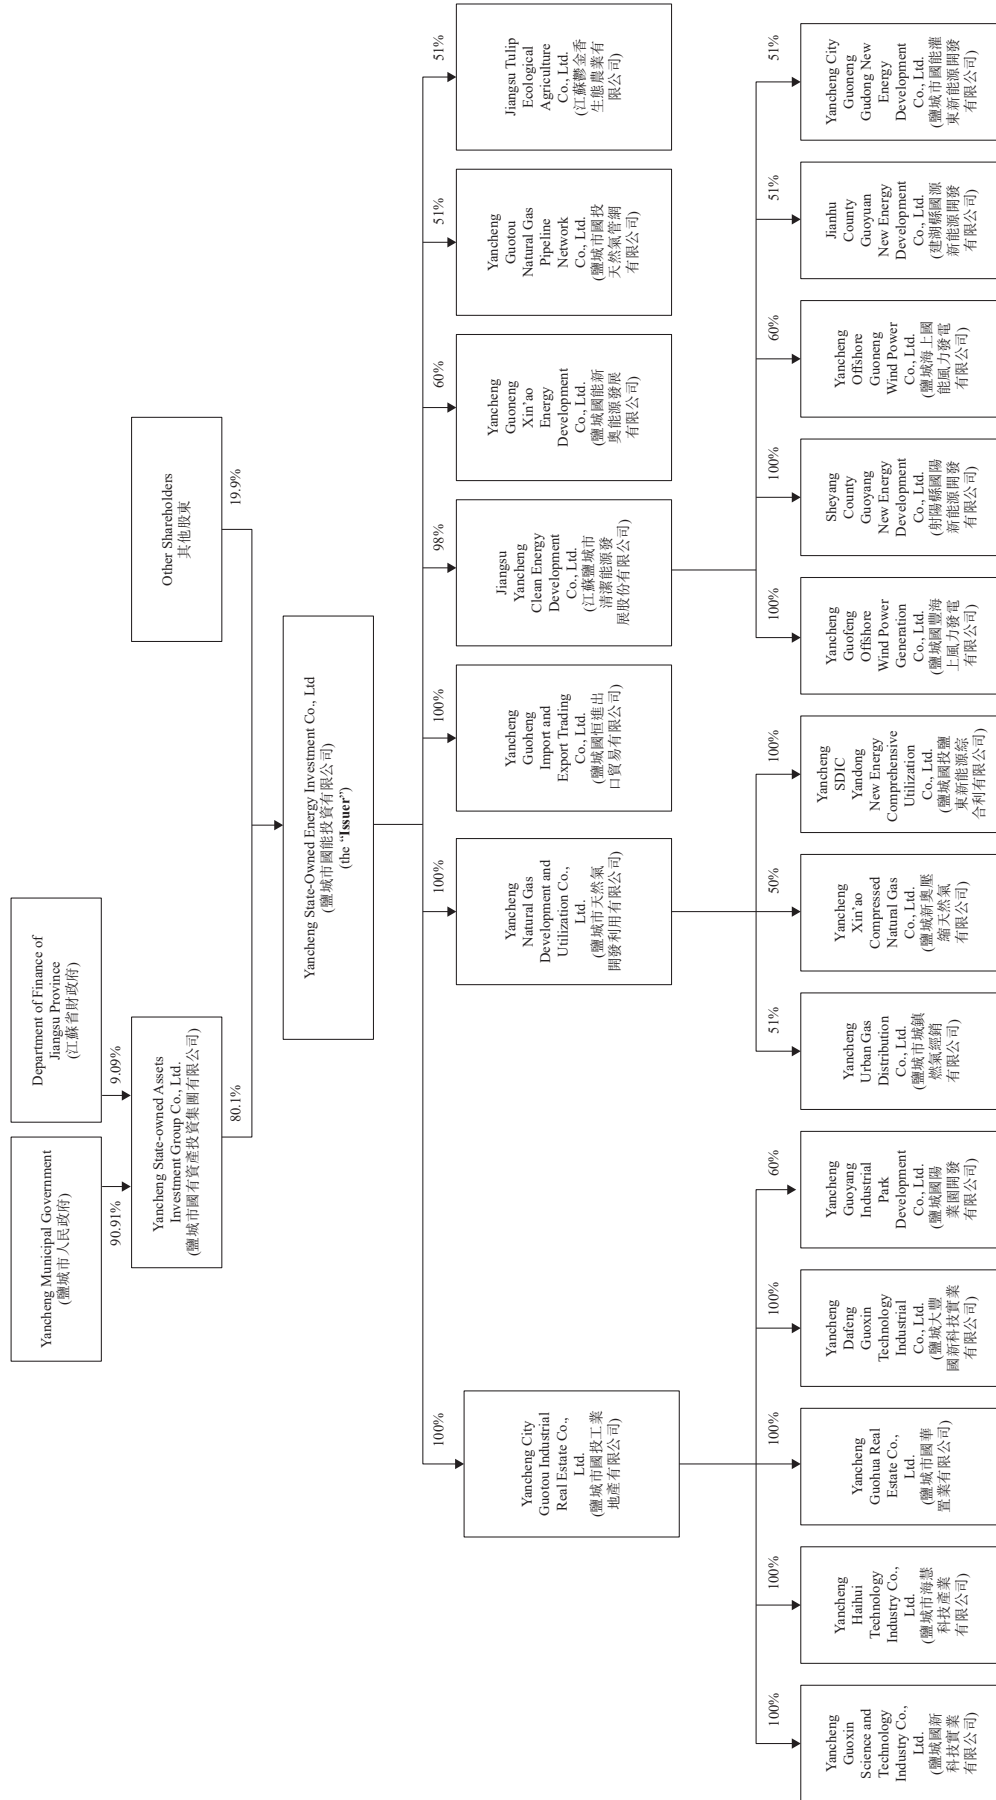 Yancheng Municipal Government
(鹽城市人民政府)
Department of Finance of
Jiangsu Province
(江蘇省財政府)
90.91%
9.09%
Yancheng State-owned Assets
Investment Group Co., Ltd.
(鹽城市國有資產投資集團有限公司)
Other Shareholders
其他股東
80.1%
19.9%
Yancheng State-Owned Energy Investment Co., Ltd
(鹽城市國能投資有限公司)
(the “Issuer”)
100%
100%
100%
98%
60%
51%
51%
Yancheng City
Guotou Industrial
Real Estate Co.,
Ltd.
(鹽城市國投工業
地產有限公司)
Yancheng
Natural Gas
Development and
Utilization Co.,
Ltd.
(鹽城市天然氣
開發利用有限公司)
Yancheng
Guoheng
Import and
Export Trading
Co., Ltd.
(鹽城國恒進出
口貿易有限公司)
Jiangsu
Yancheng
Clean Energy
Development
Co., Ltd.
(江蘇鹽城市
清潔能源發
展股份有限公司)
Yancheng
Guoneng
Xin’ao
Energy
Development
Co., Ltd.
(鹽城國能新
奧能源發展
有限公司)
Yancheng
Guotou
Natural Gas
Pipeline
Network
Co., Ltd.
(鹽城市國投
天然氣管網
有限公司)
Jiangsu Tulip
Ecological
Agriculture
Co., Ltd.
(江蘇鬱金香
生態農業有
限公司)
100%
100%
100%
100%
60%
51%
50%
100%
100%
100%
60%
51%
51%
Yancheng
Guoxin
Science and
Technology
Industry Co.,
Ltd.
(鹽城國新
科技實業
有限公司)
Yancheng
Haihui
Technology
Industry Co.,
Ltd.
(鹽城市海慧
科技產業
有限公司)
Yancheng
Guohua Real
Estate Co.,
Ltd.
(鹽城市國華
置業有限公司)
Yancheng
Dafeng
Guoxin
Technology
Industrial
Co., Ltd.
(鹽城大豐
國新科技實業
有限公司)
Yancheng
Guoyang
Industrial
Park
Development
Co., Ltd.
(鹽城國陽
業園開發
有限公司)
Yancheng
Urban Gas
Distribution
Co., Ltd.
(鹽城市城鎮
燃氣經銷
有限公司)
Yancheng
Xin’ao
Compressed
Natural Gas
Co., Ltd.
(鹽城新奧壓
縮天然氣
有限公司)
Yancheng
SDIC
Yandong
New Energy
Comprehensive
Utilization
Co., Ltd.
(鹽城國投鹽
東新能源綜
合利有限公司)
Yancheng
Guofeng
Offshore
Wind Power
Generation
Co., Ltd.
(鹽城國豐海
上風力發電
有限公司)
Sheyang
County
Guoyang
New Energy
Development
Co., Ltd.
(射陽縣國陽
新能源開發
有限公司)
Yancheng
Offshore
Guoneng
Wind Power
Co., Ltd.
(鹽城海上國
能風力發電
有限公司)
Jianhu
County
Guoyuan
New Energy
Development
Co., Ltd.
(建湖縣國源
新能源開發
有限公司)
Yancheng City
Guoneng
Gudong New
Energy
Development
Co., Ltd.
(鹽城市國能灌
東新能源開發
有限公司)